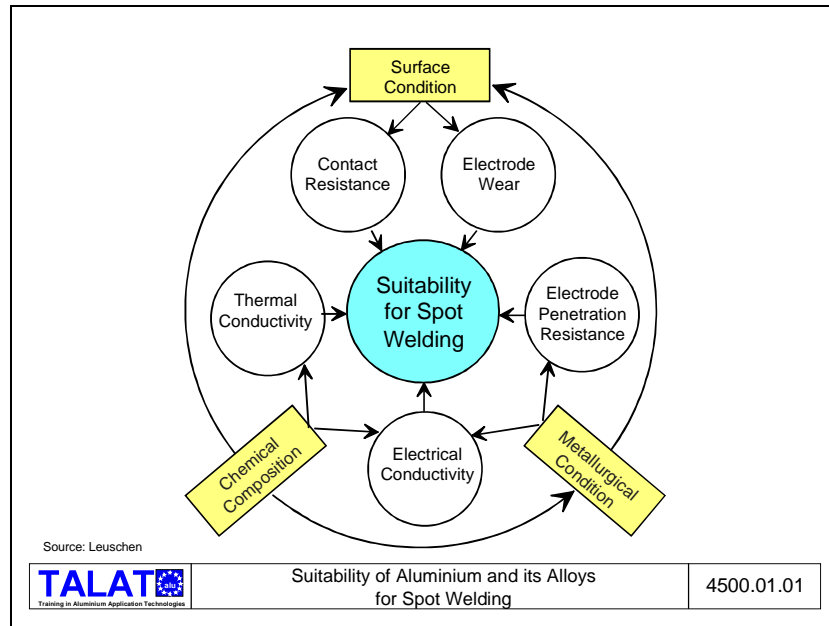 Surface
Condition
Contact
Resistance
Electrode
Wear
Suitability
for Spot
Welding
Thermal
Conductivity
Electrode
Penetration
Resistance
Chemical
Composition
Electrical
Conductivity
Metallurgical
Condition
Source: Leuschen
TALAT
alu
Training in Aluminium Application Technologies
Suitability of Aluminium and its Alloys
for Spot Welding
4500.01.01